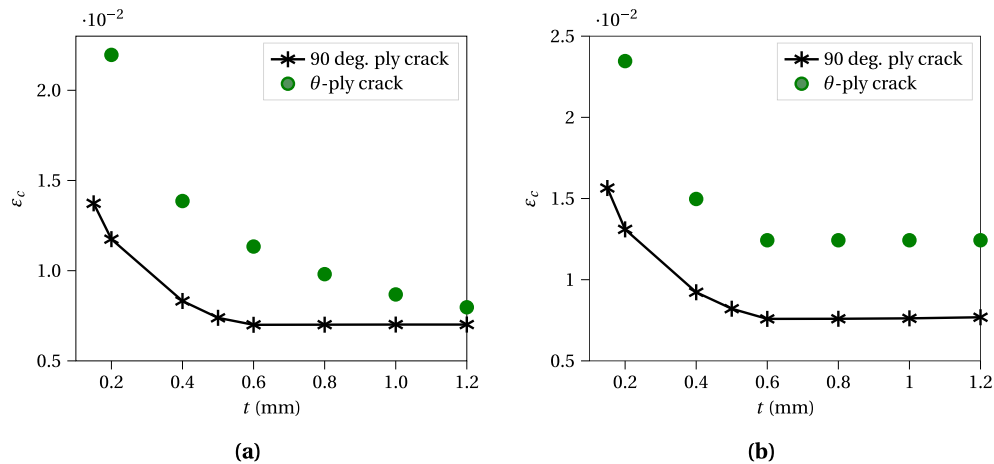 ·10⁻²
2.0
1.5
1.0
0.5
ε_c
0.2 0.4 0.6 0.8 1.0 1.2
t (mm)
90 deg. ply crack
θ-ply crack
(a)
·10⁻²
2.5
2
1.5
1
0.5
ε_c
0.2 0.4 0.6 0.8 1 1.2
t (mm)
90 deg. ply crack
θ-ply crack
(b)